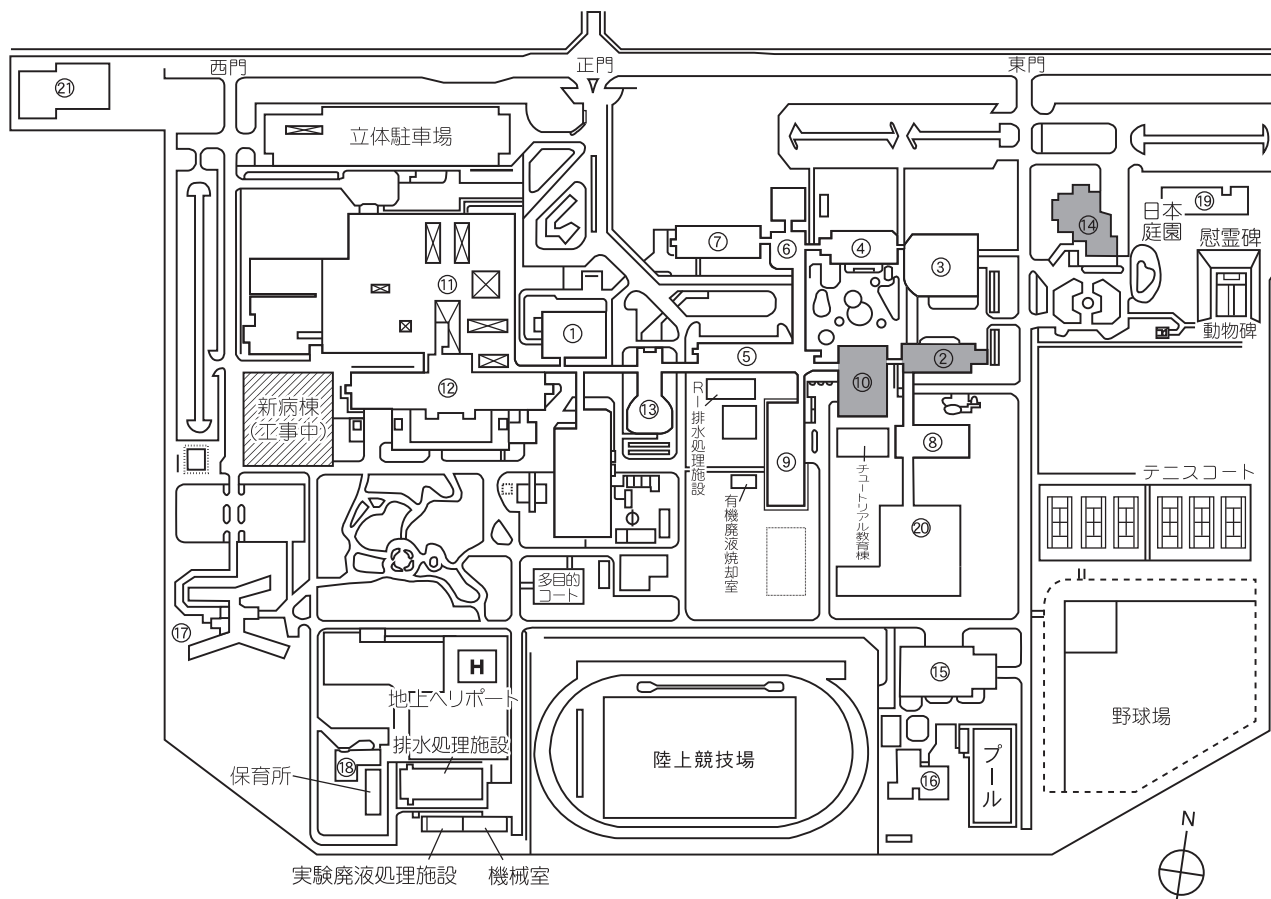 西門
正門
東門
㉑
立体駐車場
日本
庭園
⑲
⑭
慰霊碑
⑦
⑥
④
③
⑪
動物碑
①
⑤
②
⑩
⑫
新病棟
(工事中)
⑬
RI排水処理施設
⑧
⑨
チュートリアル教育棟
テニスコート
有機廃液焼却室
⑳
多目的
コート
⑰
H
⑮
地上ヘリポート
野球場
排水処理施設
陸上競技場
⑱
保育所
⑯
プール
実験廃液処理施設
機械室
N